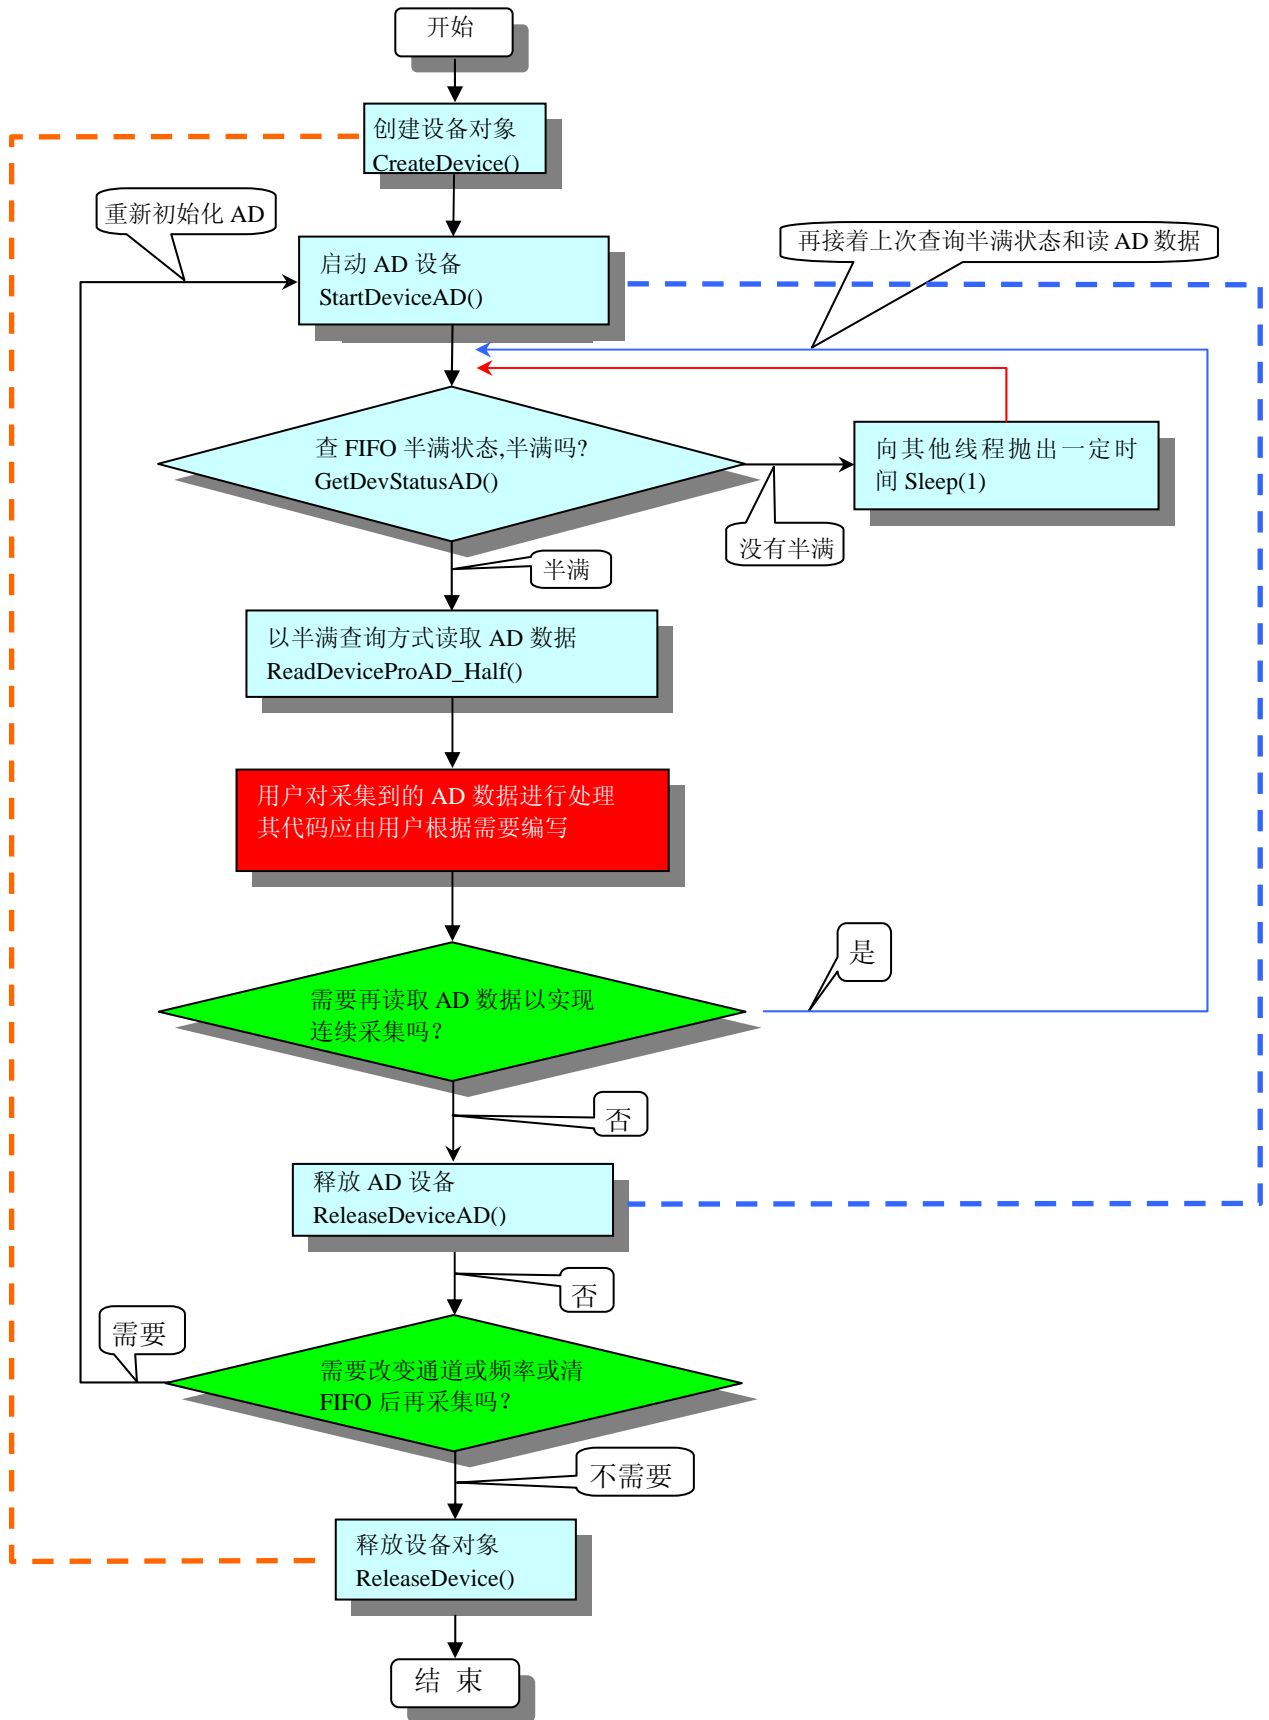 开始
创建设备对象
CreateDevice()
重新初始化 AD
再接着上次查询半满状态和读 AD 数据
启动 AD 设备
StartDeviceAD()
查 FIFO 半满状态,半满吗?
GetDevStatusAD()
向其他线程抛出一定时
间 Sleep(1)
没有半满
半满
以半满查询方式读取 AD 数据
ReadDeviceProAD_Half()
用户对采集到的 AD 数据进行处理
其代码应由用户根据需要编写
是
需要再读取 AD 数据以实现
连续采集吗？
否
释放 AD 设备
ReleaseDeviceAD()
否
需要
需要改变通道或频率或清
FIFO 后再采集吗？
不需要
释放设备对象
ReleaseDevice()
结 束